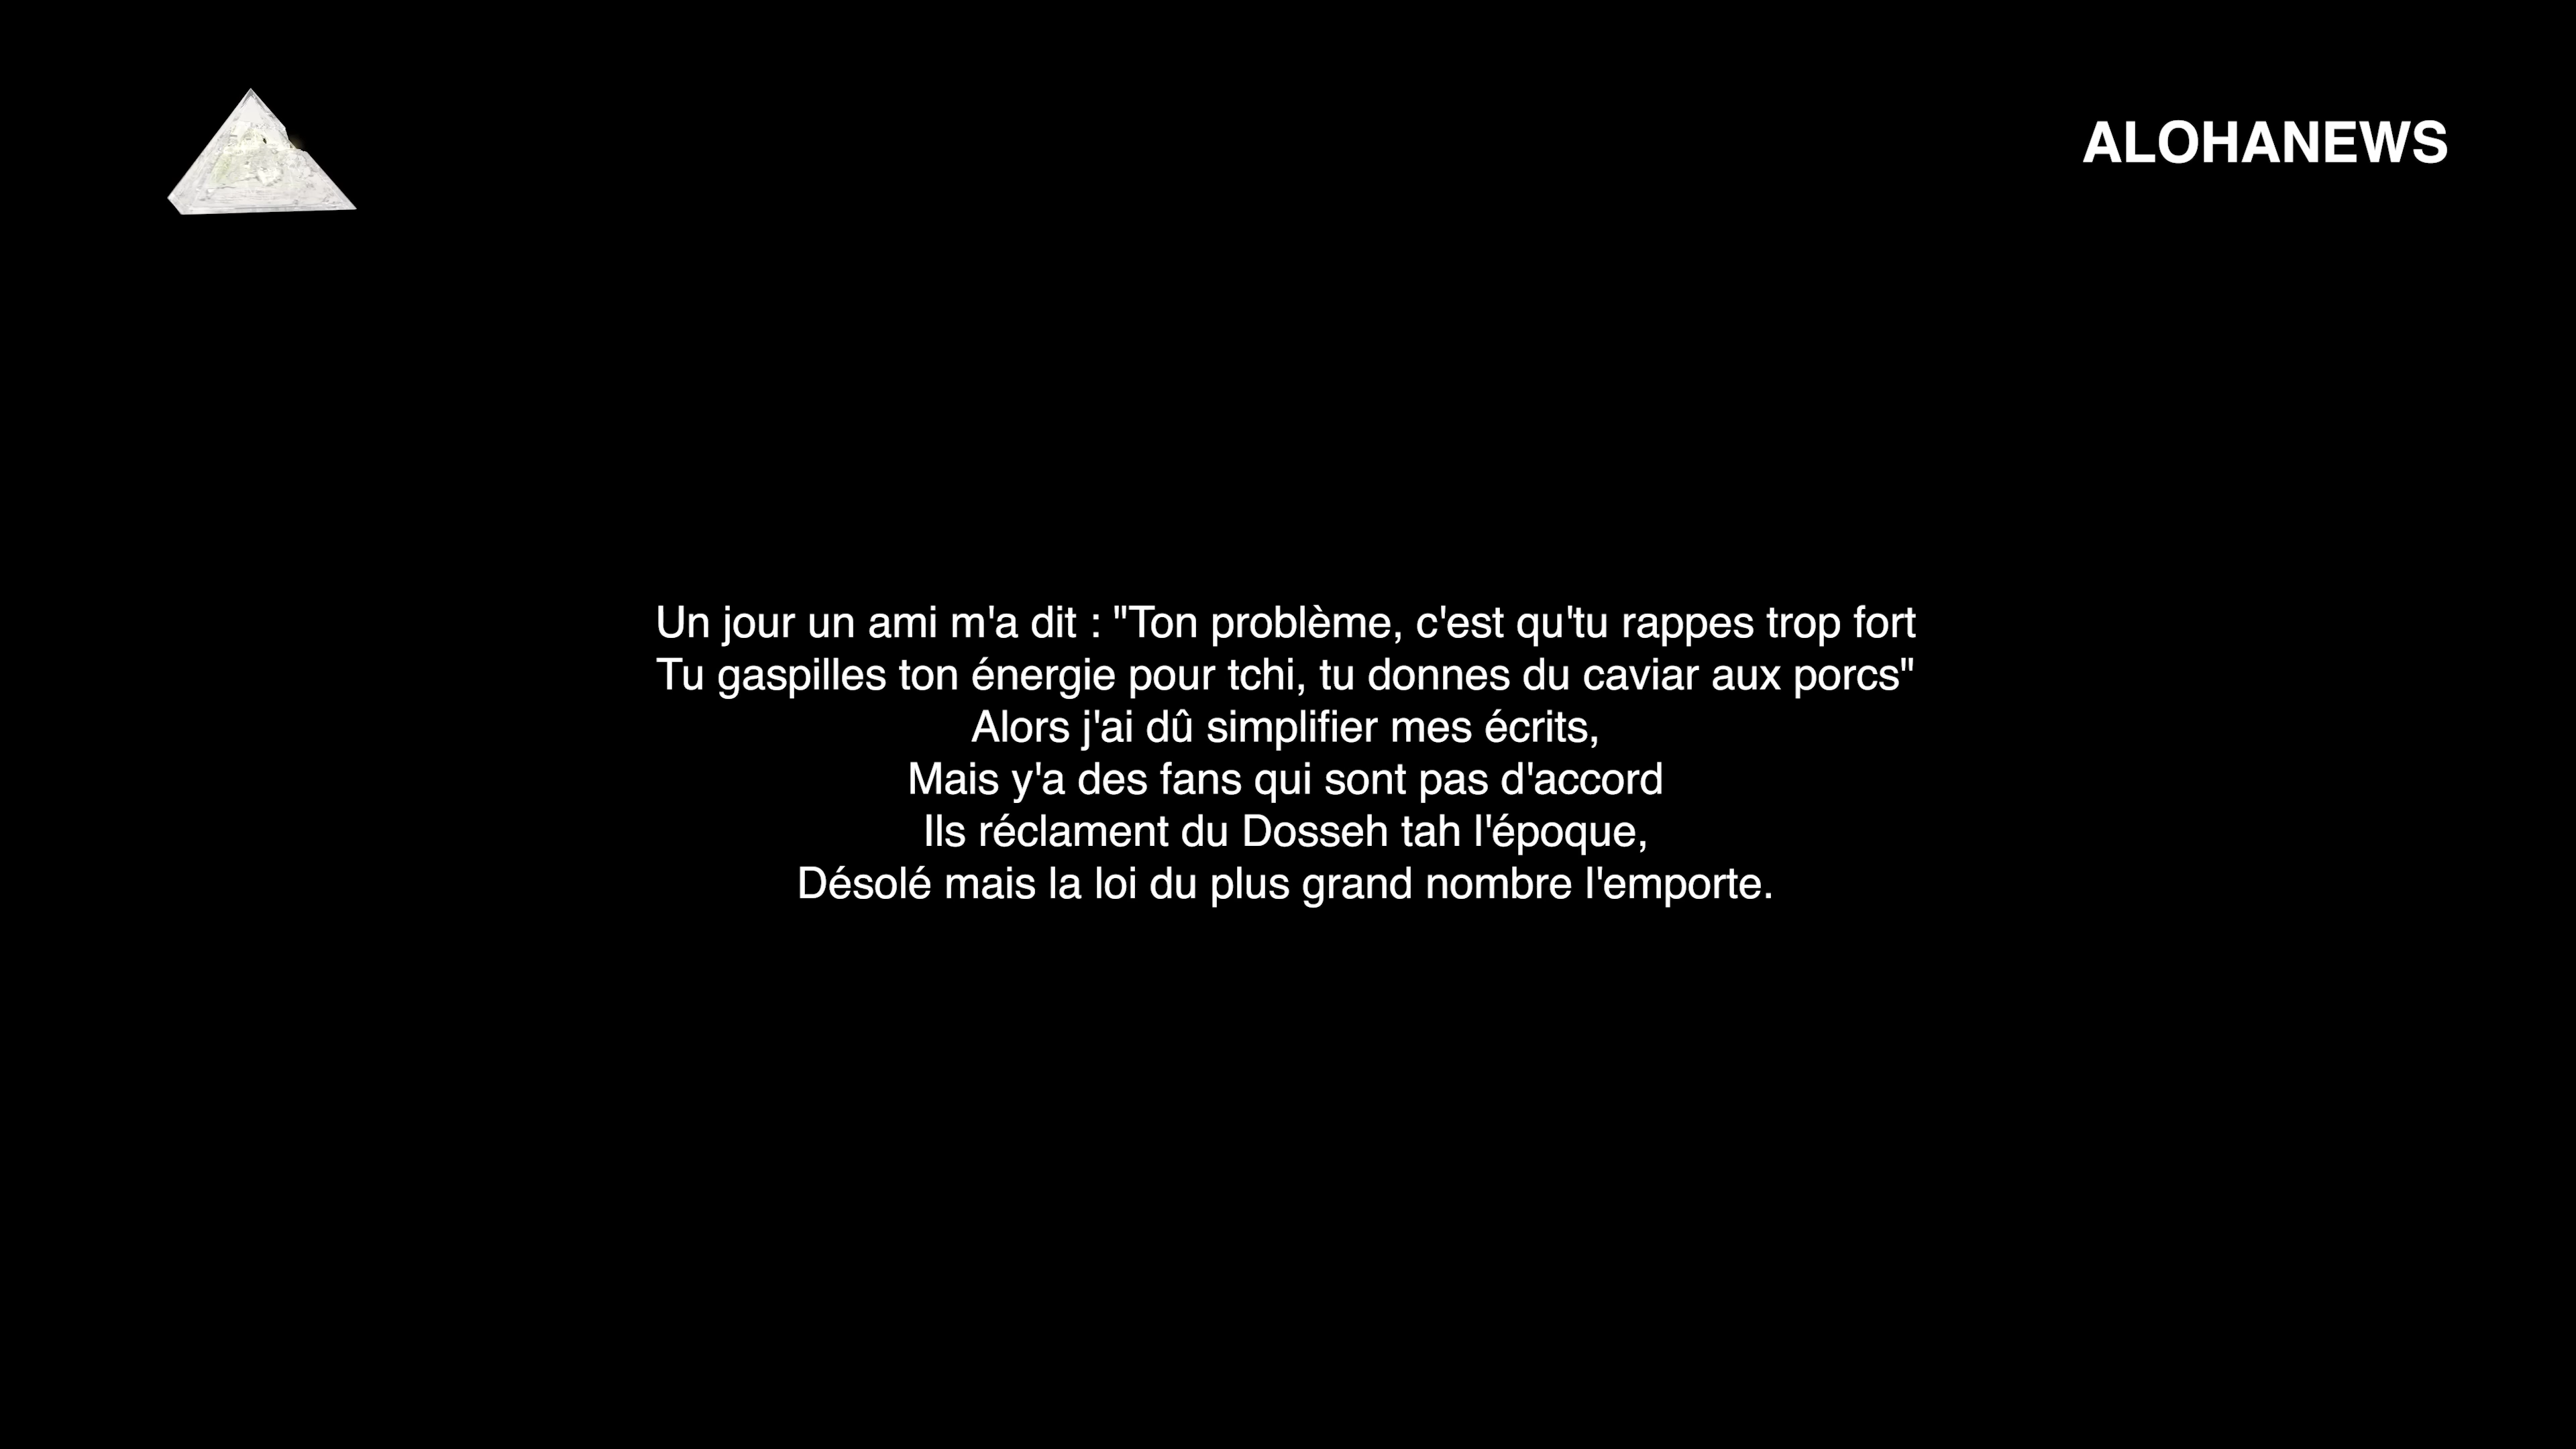 ALOHANEWS
Un jour un ami m'a dit : "Ton problème, c'est qu'tu rappes trop fort
Tu gaspilles ton énergie pour tchi, tu donnes du caviar aux porcs"
Alors j'ai dû simplifier mes écrits,
Mais y'a des fans qui sont pas d'accord
Ils réclament du Dosseh tah l'époque,
Désolé mais la loi du plus grand nombre l'emporte.